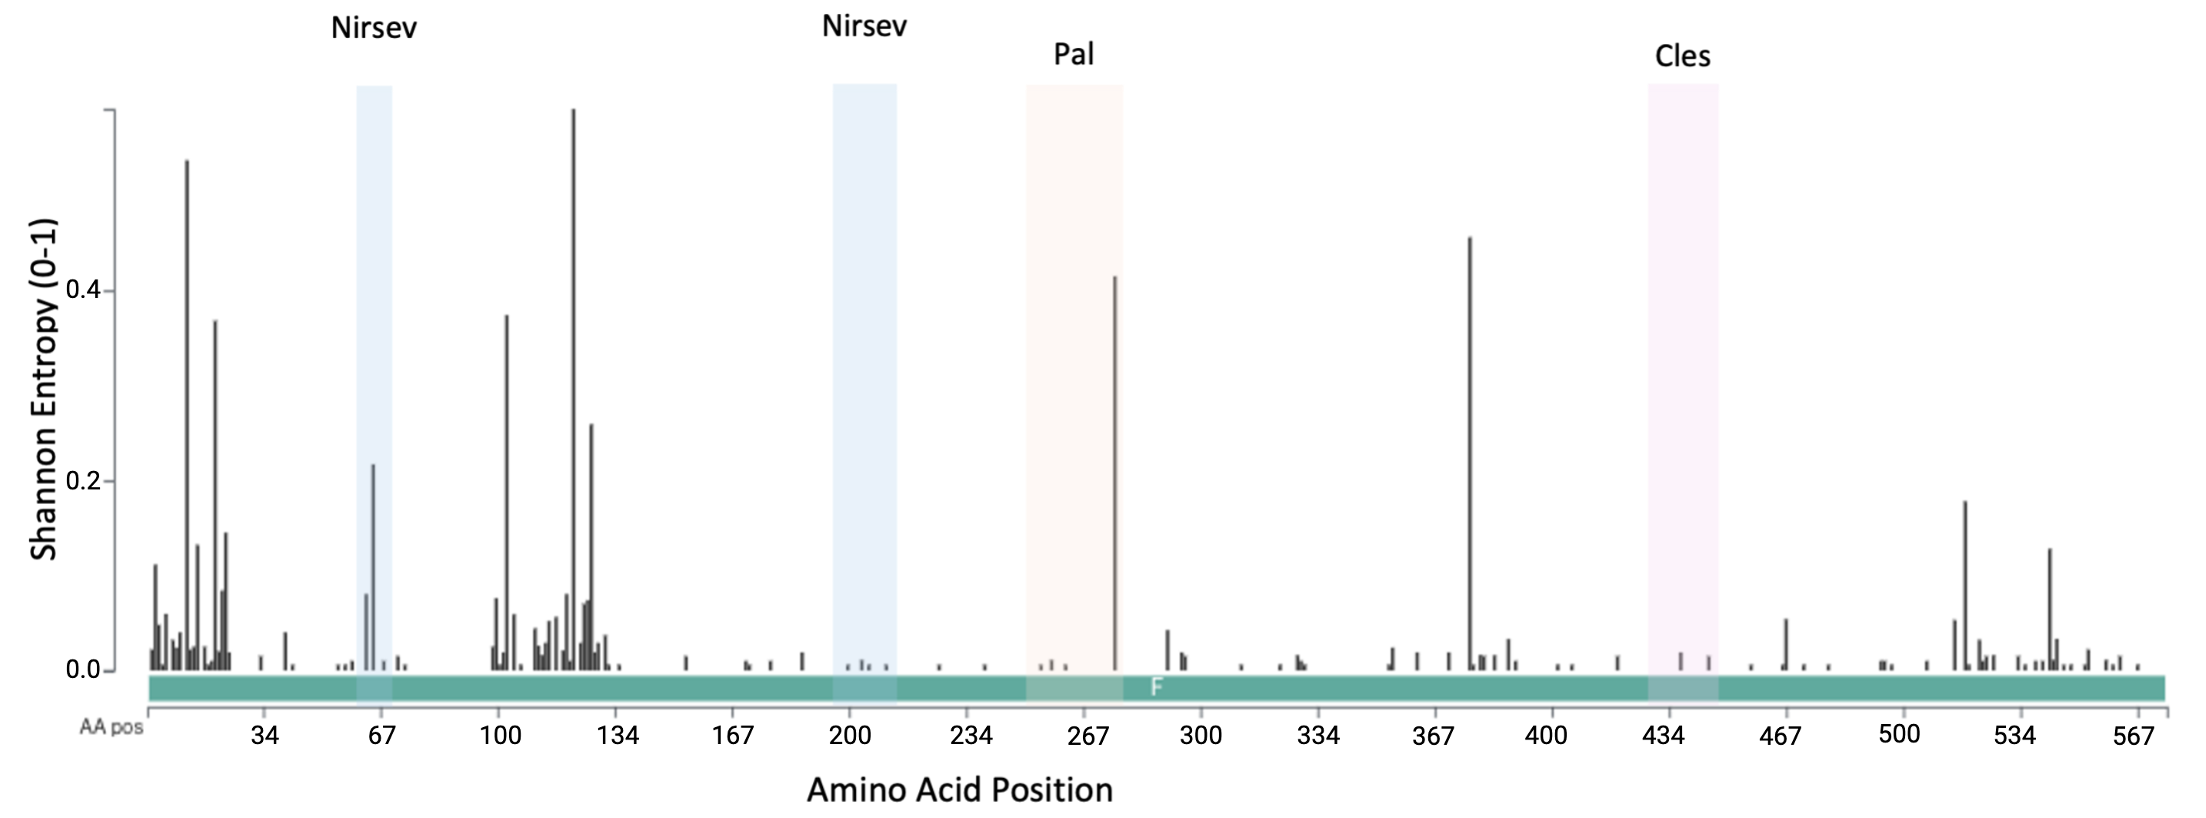 Nirsev
Nirsev
Pal
Cles
Shannon Entropy (0-1)
0.4
0.2
0.0
F
AA pos
34 67 100 134 167 200 234 267 300 334 367 400 434 467 500 534 567
Amino Acid Position